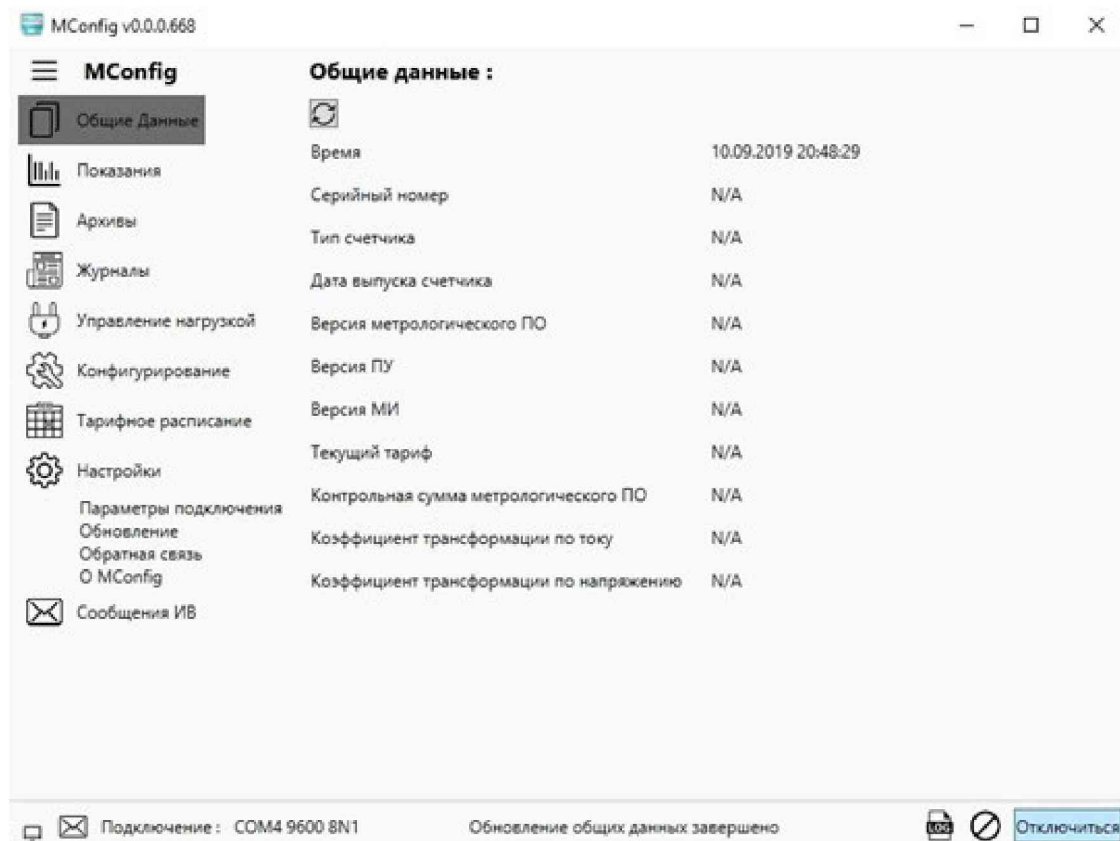 MConfig v0.0.0.668
MConfig
Общие Данные
Показания
Архивы
Журналы
Управление нагрузкой
Конфигурирование
Тарифное расписание
Настройки
Параметры подключения
Обновление
Обратная связь
О MConfig
Сообщения ИВ
Общие данные :
Время 10.09.2019 20:48:29
Серийный номер N/A
Тип счетчика N/A
Дата выпуска счетчика N/A
Версия метрологического ПО N/A
Версия ПУ N/A
Версия МИ N/A
Текущий тариф N/A
Контрольная сумма метрологического ПО N/A
Коэффициент трансформации по току N/A
Коэффициент трансформации по напряжению N/A
Подключение : COM4 9600 8N1 Обновление общих данных завершено LOG Отключиться